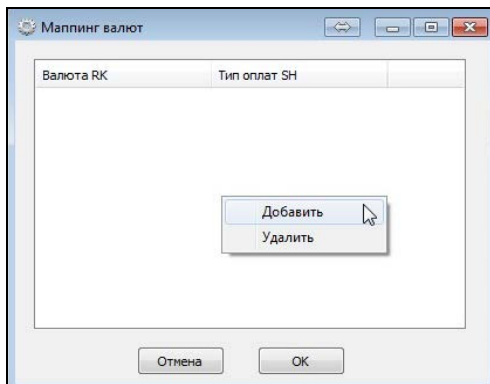 Маппинг валют
Валюта RK Тип оплат SH
Добавить
Удалить
Отмена OK